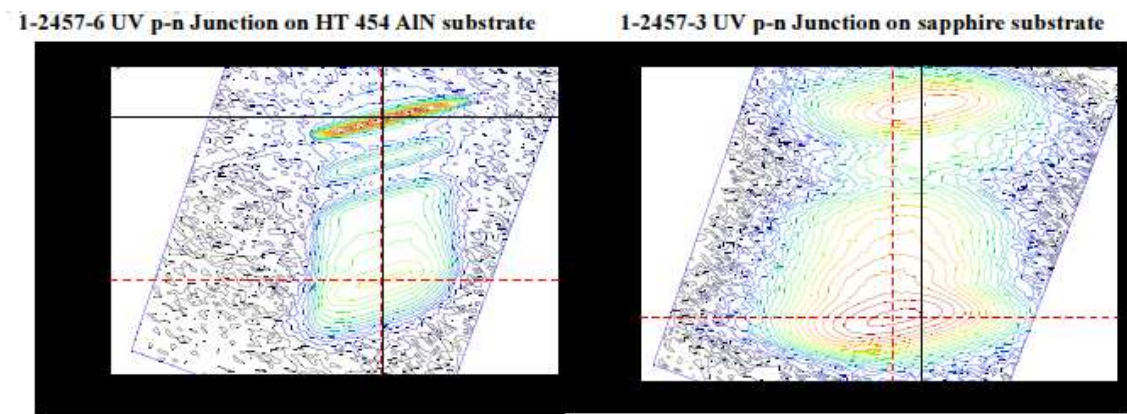 1-2457-6 UV p-n Junction on HT 454 AlN substrate
1-2457-3 UV p-n Junction on sapphire substrate